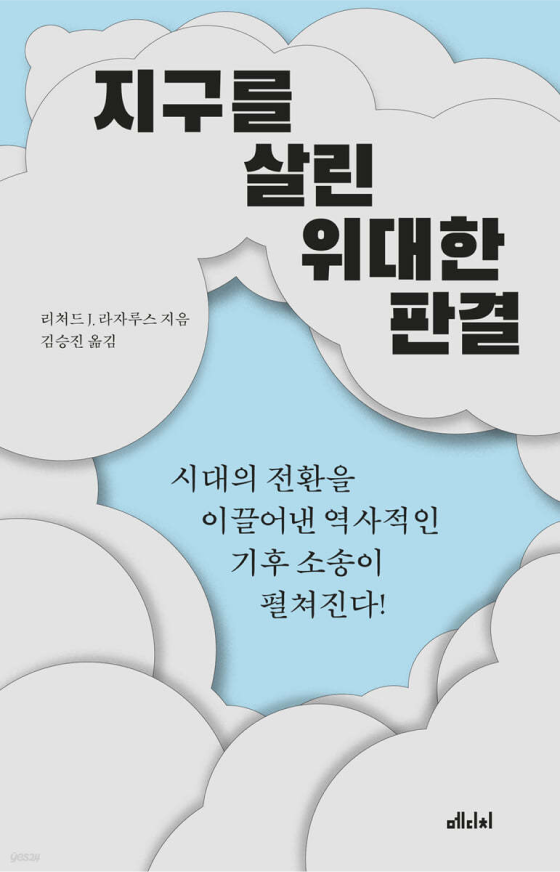 지구를
살린
위대한
판결
리처드 J. 라자루스 지음
김승진 옮김
시대의 전환을
이끌어낸 역사적인
기후 소송이
펼쳐진다!
메디치
yes24